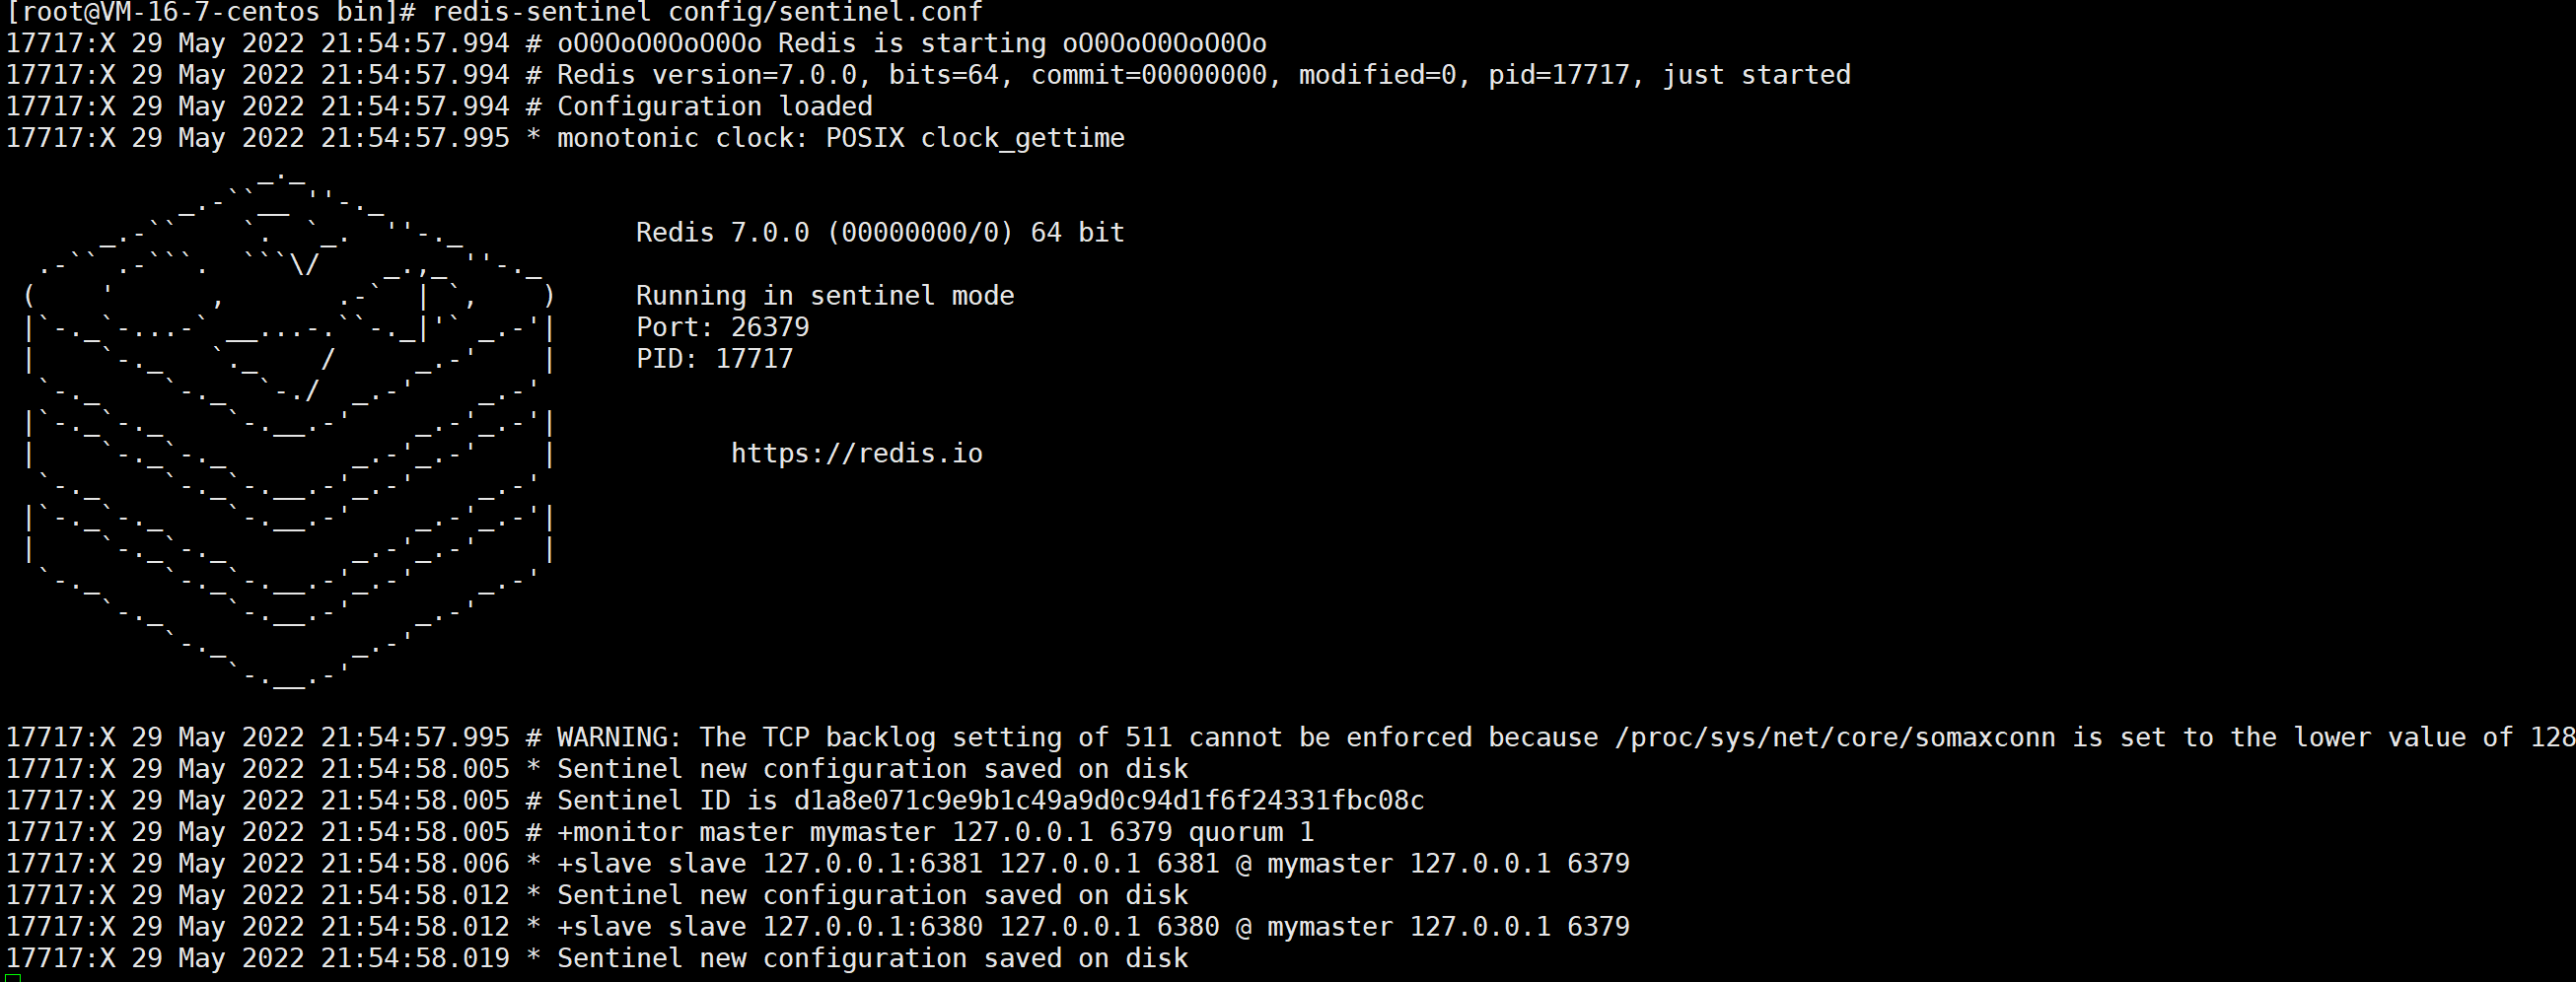 [root@VM-16-7-centos bin]# redis-sentinel config/sentinel.conf
17717:X 29 May 2022 21:54:57.994 # oO0OoO0OoO0Oo Redis is starting oO0OoO0OoO0Oo
17717:X 29 May 2022 21:54:57.994 # Redis version=7.0.0, bits=64, commit=00000000, modified=0, pid=17717, just started
17717:X 29 May 2022 21:54:57.994 # Configuration loaded
17717:X 29 May 2022 21:54:57.995 * monotonic clock: POSIX clock_gettime
Redis 7.0.0 (00000000/0) 64 bit
Running in sentinel mode
Port: 26379
PID: 17717
https://redis.io
17717:X 29 May 2022 21:54:57.995 # WARNING: The TCP backlog setting of 511 cannot be enforced because /proc/sys/net/core/somaxconn is set to the lower value of 128
17717:X 29 May 2022 21:54:58.005 * Sentinel new configuration saved on disk
17717:X 29 May 2022 21:54:58.005 # Sentinel ID is d1a8e071c9e9b1c49a9d0c94d1f6f24331fbc08c
17717:X 29 May 2022 21:54:58.005 # +monitor master mymaster 127.0.0.1 6379 quorum 1
17717:X 29 May 2022 21:54:58.006 * +slave slave 127.0.0.1:6381 127.0.0.1 6381 @ mymaster 127.0.0.1 6379
17717:X 29 May 2022 21:54:58.012 * Sentinel new configuration saved on disk
17717:X 29 May 2022 21:54:58.012 * +slave slave 127.0.0.1:6380 127.0.0.1 6380 @ mymaster 127.0.0.1 6379
17717:X 29 May 2022 21:54:58.019 * Sentinel new configuration saved on disk